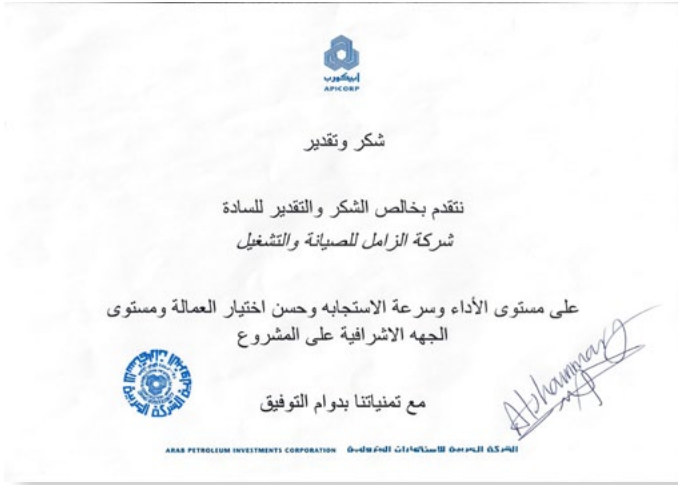 ابيكورب
APICORP
شكر وتقدير
نتقدم بخالص الشكر والتقدير للسادة
شركة الزامل للصيانة والتشغيل
على مستوى الأداء وسرعة الاستجابه وحسن اختيار العمالة ومستوى
الجهه الاشرافية على المشروع
مع تمنياتنا بدوام التوفيق
Alshammary
ARAB PETROLEUM INVESTMENTS CORPORATION الشركة العربية للاستثمارات البترولية